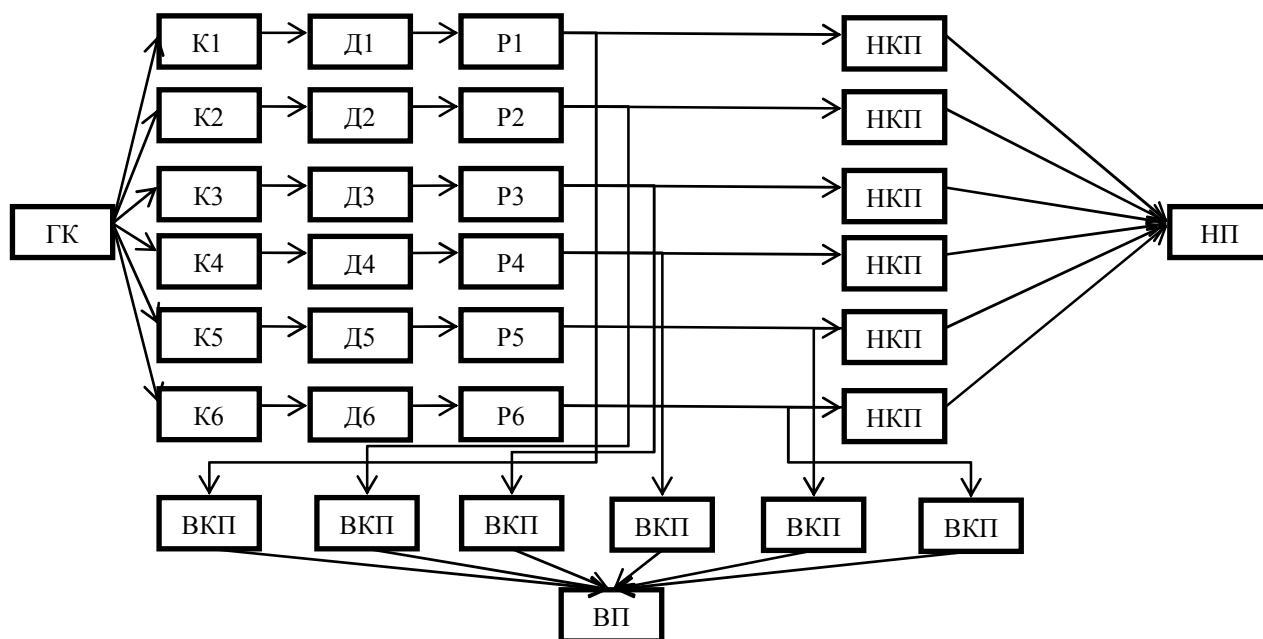 К1 Д1 Р1 НКП
К2 Д2 Р2 НКП
К3 Д3 Р3 НКП
ГК НП
К4 Д4 Р4 НКП
К5 Д5 Р5 НКП
К6 Д6 Р6 НКП
ВКП ВКП ВКП ВКП ВКП ВКП
ВП